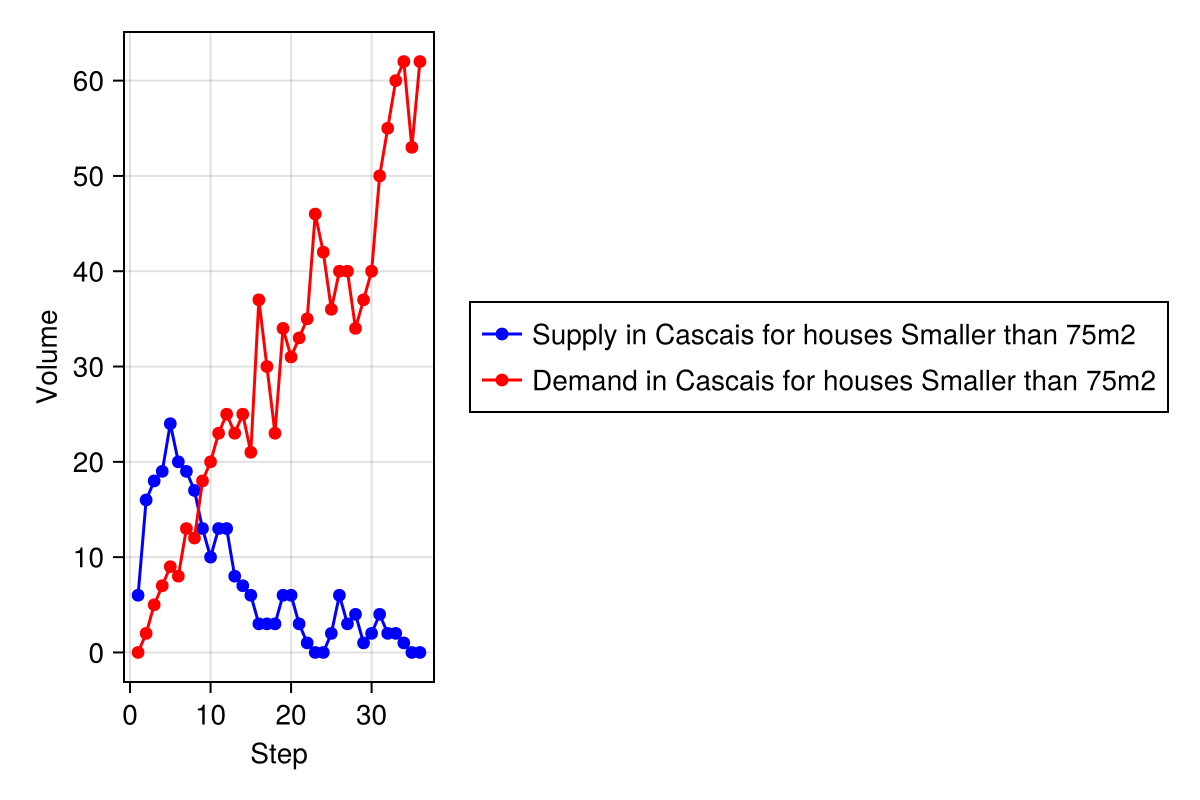 60
50
40
30
20
10
0
Volume
0 10 20 30
Step
Supply in Cascais for houses Smaller than 75m2
Demand in Cascais for houses Smaller than 75m2